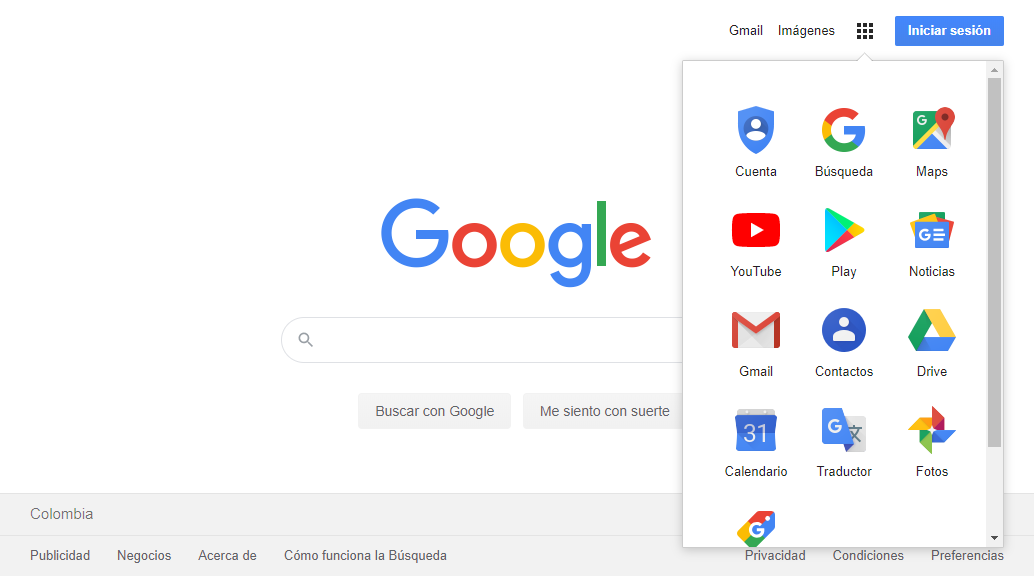 Gmail Imágenes Iniciar sesión
Google
Buscar con Google Me siento con suerte
G
Cuenta Búsqueda Maps
YouTube Play Noticias
Gmail Contactos Drive
31
Calendario Traductor Fotos
Colombia
Publicidad Negocios Acerca de Cómo funciona la Búsqueda Privacidad Condiciones Preferencias